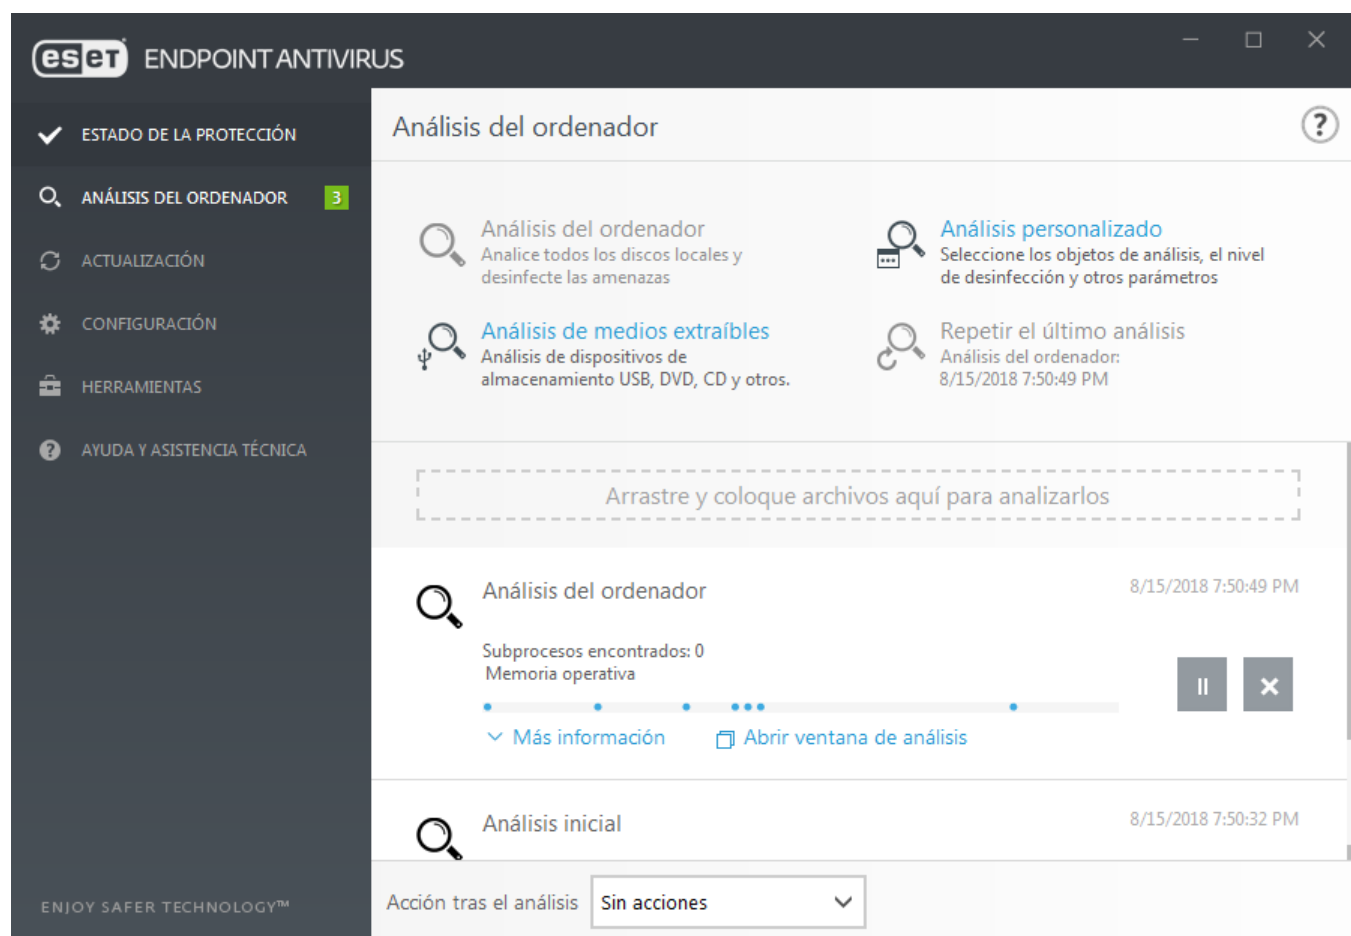 eset ENDPOINT ANTIVIRUS
ESTADO DE LA PROTECCIÓN
ANÁLISIS DEL ORDENADOR 3
ACTUALIZACIÓN
CONFIGURACIÓN
HERRAMIENTAS
AYUDA Y ASISTENCIA TÉCNICA
ENJOY SAFER TECHNOLOGY™
Análisis del ordenador
?
Análisis del ordenador
Analice todos los discos locales y
desinfecte las amenazas
Análisis personalizado
Seleccione los objetos de análisis, el nivel
de desinfección y otros parámetros
Análisis de medios extraíbles
Análisis de dispositivos de
almacenamiento USB, DVD, CD y otros.
Repetir el último análisis
Análisis del ordenador:
8/15/2018 7:50:49 PM
Arrastre y coloque archivos aquí para analizarlos
Análisis del ordenador 8/15/2018 7:50:49 PM
Subprocesos encontrados: 0
Memoria operativa
Más información Abrir ventana de análisis
Análisis inicial 8/15/2018 7:50:32 PM
Acción tras el análisis Sin acciones